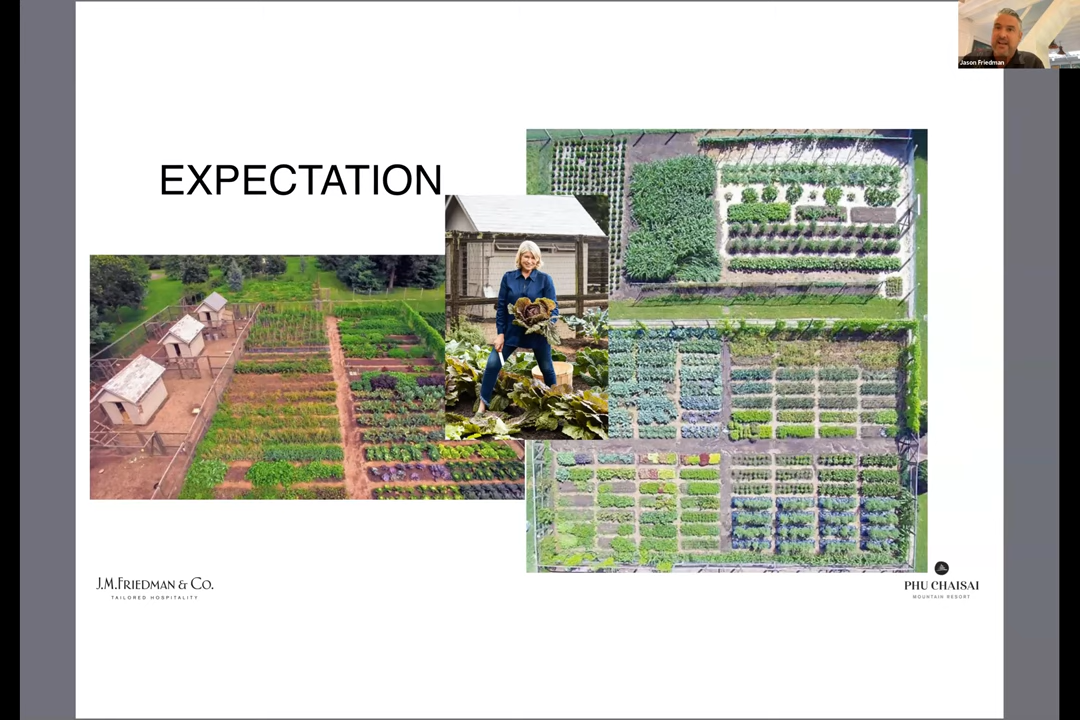 Jason Friedman
EXPECTATION
J.M.FRIEDMAN & CO.
TAILORED HOSPITALITY
PHU CHAISAI
MOUNTAIN RESORT